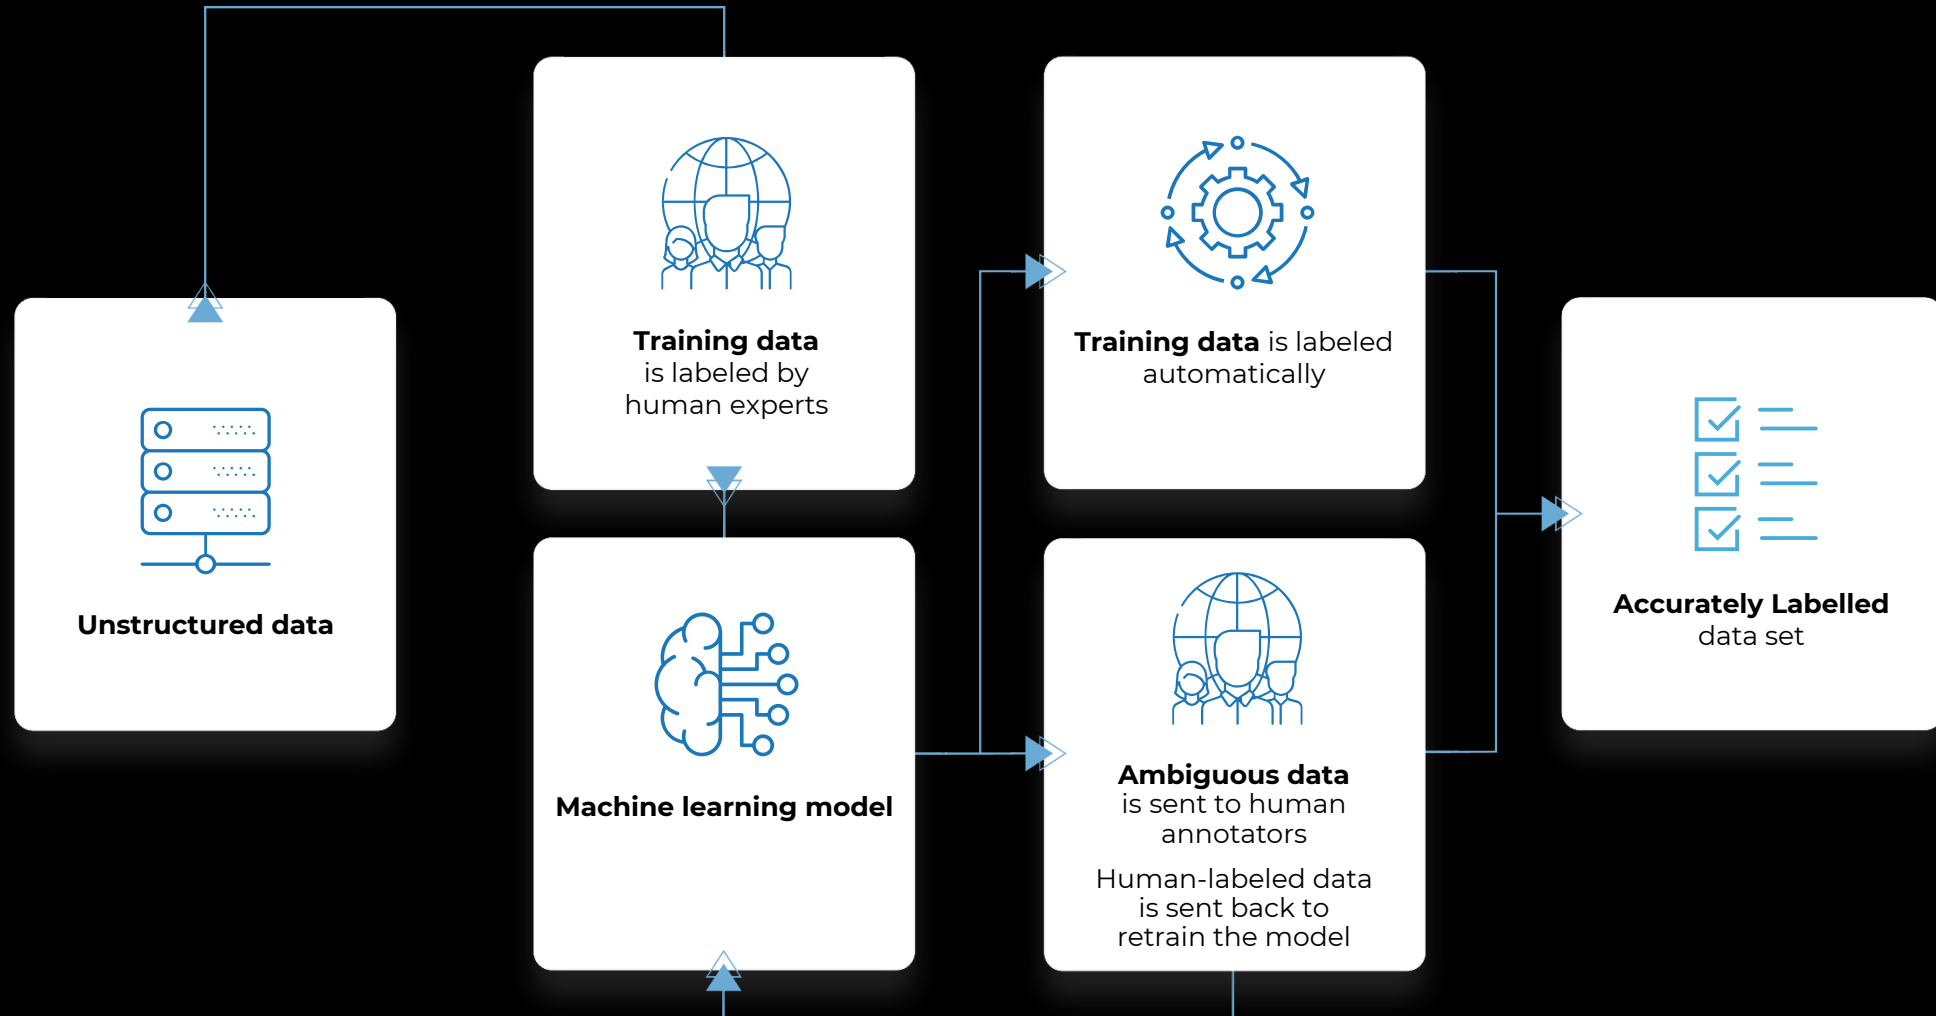 Unstructured data
Training data
is labeled by
human experts
Machine learning model
Training data is labeled
automatically
Ambiguous data
is sent to human
annotators
Human-labeled data
is sent back to
retrain the model
Accurately Labelled
data set